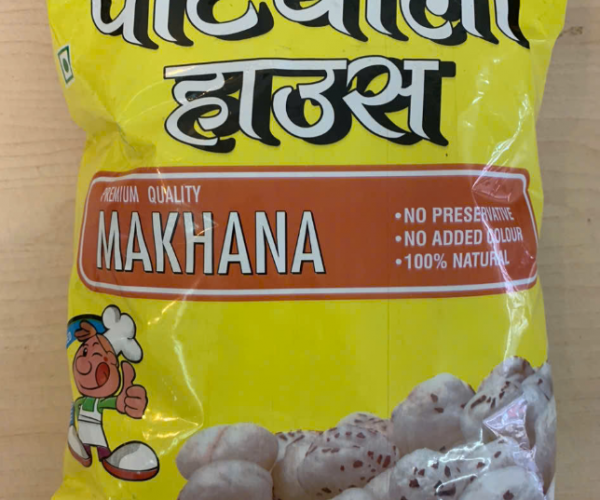 हाउस
PREMIUM QUALITY
MAKHANA
•NO PRESERVATIVE
•NO ADDED COLOUR
•100% NATURAL